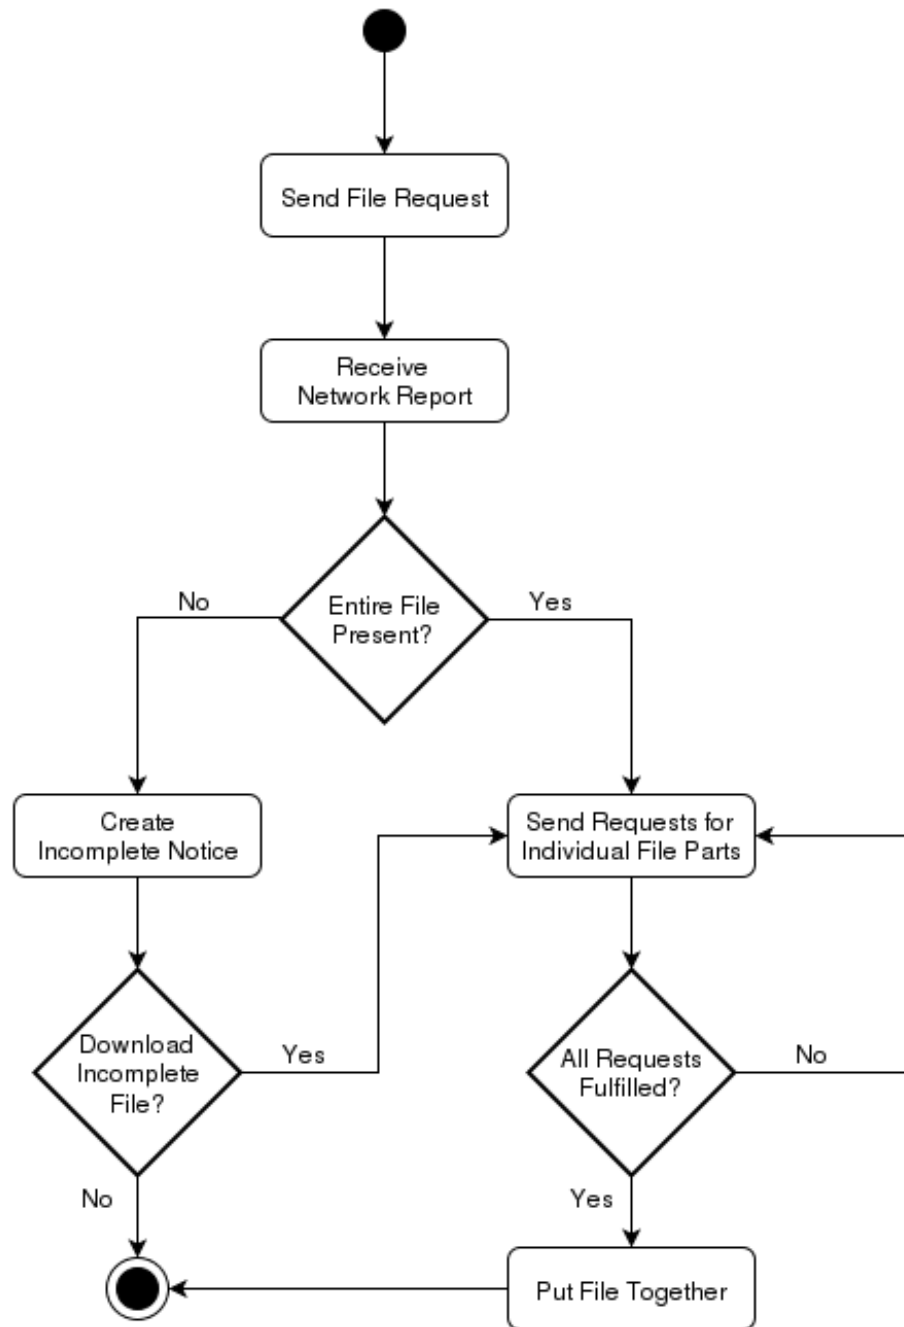 Send File Request
Receive
Network Report
Entire File
Present?
No
Yes
Create
Incomplete Notice
Send Requests for
Individual File Parts
Download
Incomplete
File?
Yes
No
All Requests
Fulfilled?
No
Yes
Put File Together